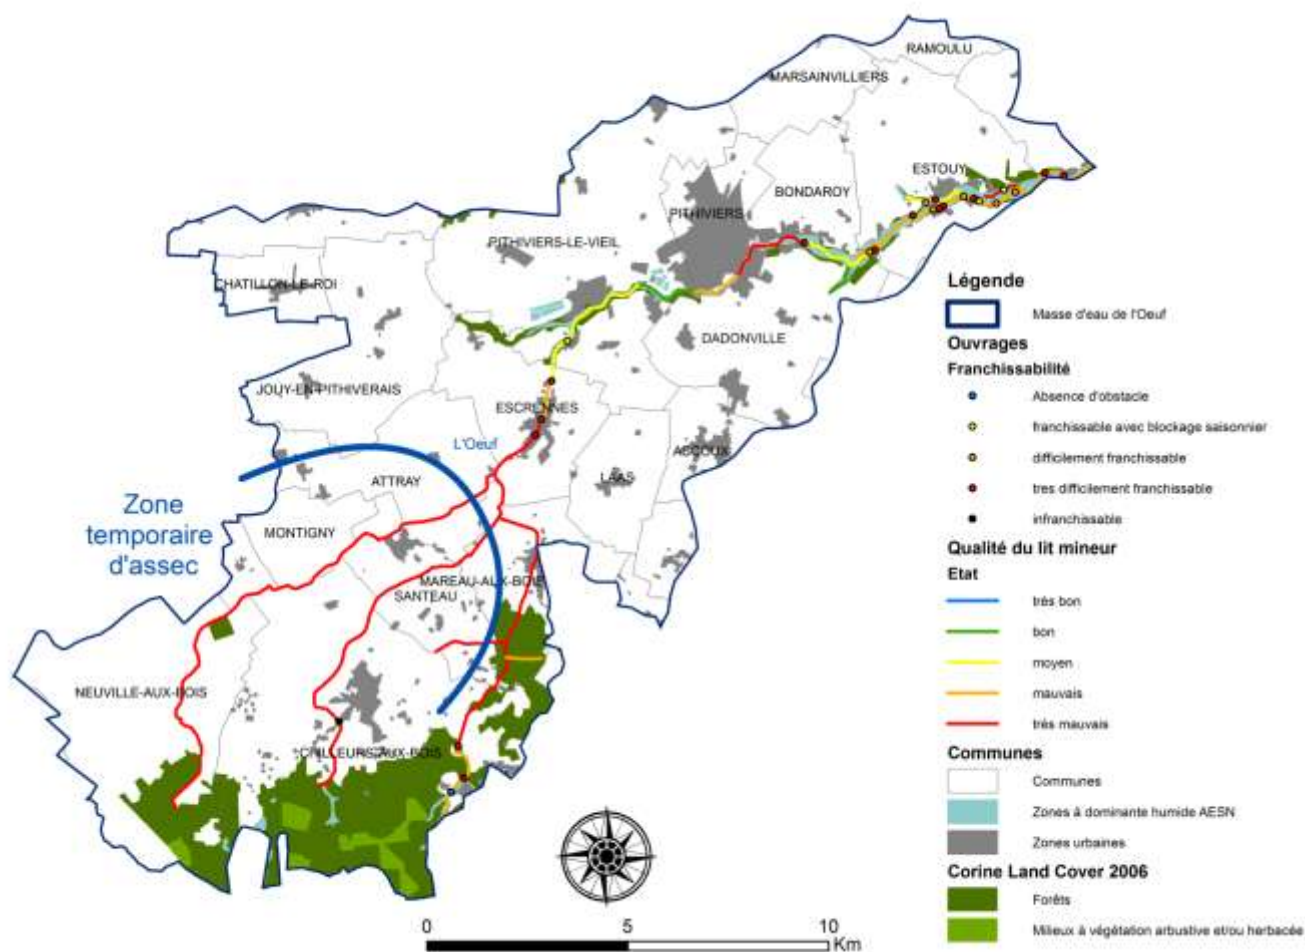 RAMOULU
MARSAINVILLIERS
ESTOUY
BONDAROY
PITHIVIERS
PITHIVIERS-LE-VIEIL
CHATILLON-LE-ROI
DADONVILLE
JOUY-EN-PITHIVERAIS
ESCRENNES
L'Oeuf
ASCOUX
LAAS
ATTRAY
Zone
temporaire
d'assec
MONTIGNY
MAREAU-AUX-BOIS
SANTEAU
NEUVILLE-AUX-BOIS
CHILLEURS-AUX-BOIS
Légende
Masse d'eau de l'Oeuf
Ouvrages
Franchissabilité
Absence d'obstacle
franchissable avec blockage saisonnier
difficilement franchissable
tres difficilement franchissable
infranchissable
Qualité du lit mineur
Etat
trés bon
bon
moyen
mauvais
trés mauvais
Communes
Communes
Zones à dominante humide AESN
Zones urbaines
Corine Land Cover 2006
Forêts
Milieux à végétation arbustive et/ou herbacée
0 5 10
Km